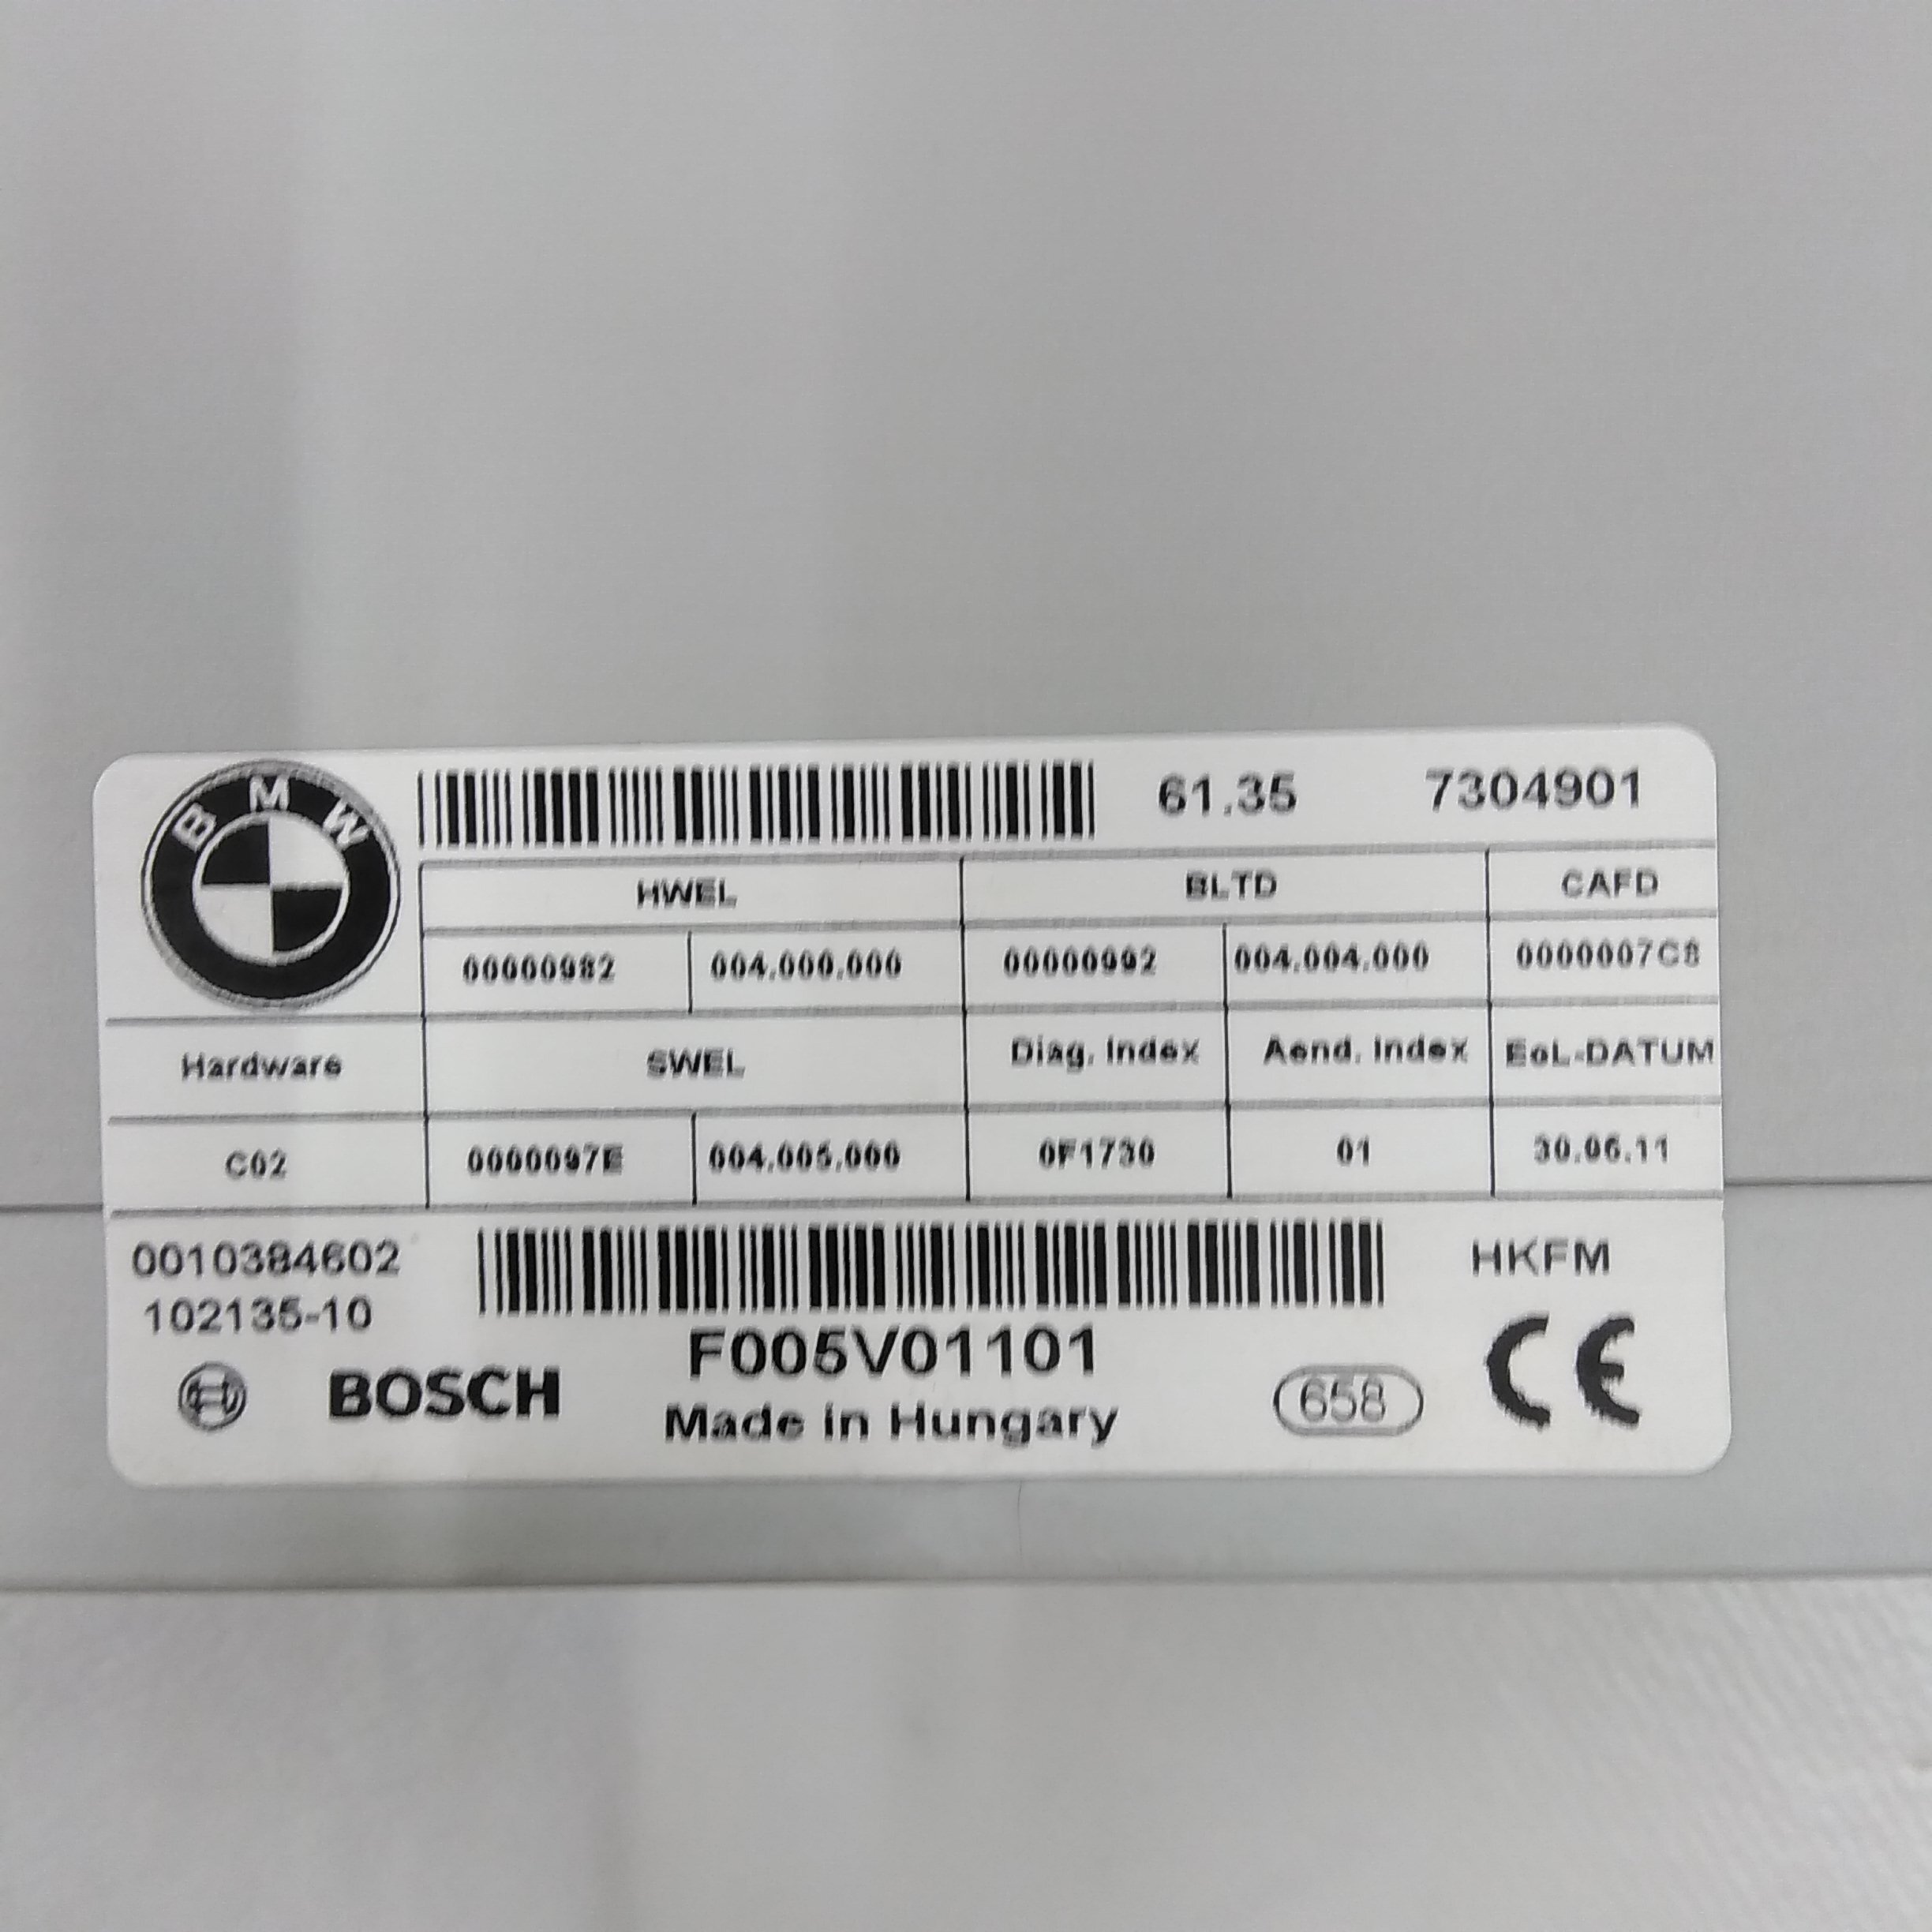 BMW
61.35 7304901
HWEL BLTD CAFD
00000982 004.000.000 00000992 004.004.000 000007C8
Hardware SWEL Diag. Index Aend. Index EoL-DATUM
C02 0000097E 004.005.000 0F1730 01 30.06.11
0010384602 HKFM
102135-10
F005V01101
BOSCH 658 CE
Made in Hungary